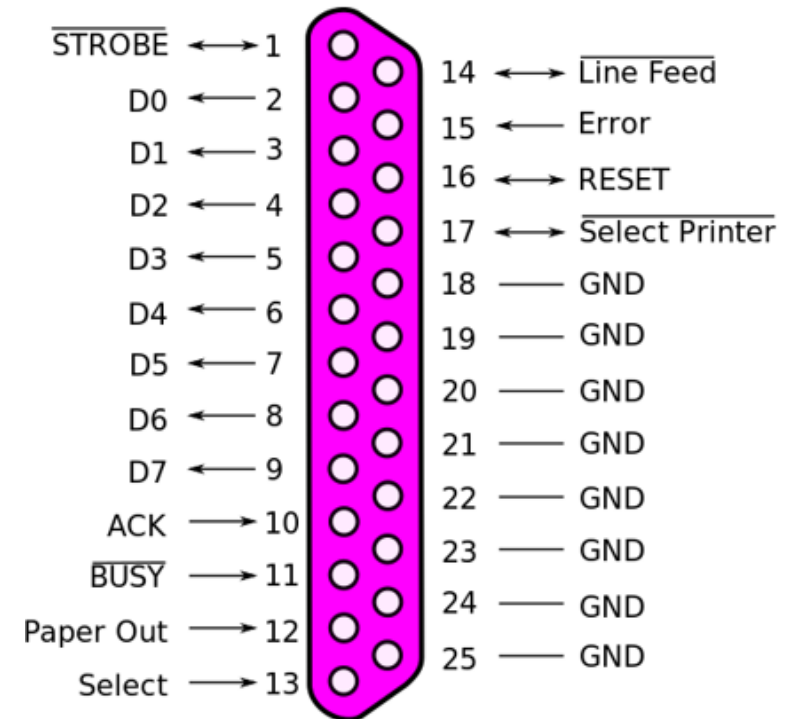 STROBE 1
D0 2
D1 3
D2 4
D3 5
D4 6
D5 7
D6 8
D7 9
ACK 10
BUSY 11
Paper Out 12
Select 13
14 Line Feed
15 Error
16 RESET
17 Select Printer
18 GND
19 GND
20 GND
21 GND
22 GND
23 GND
24 GND
25 GND